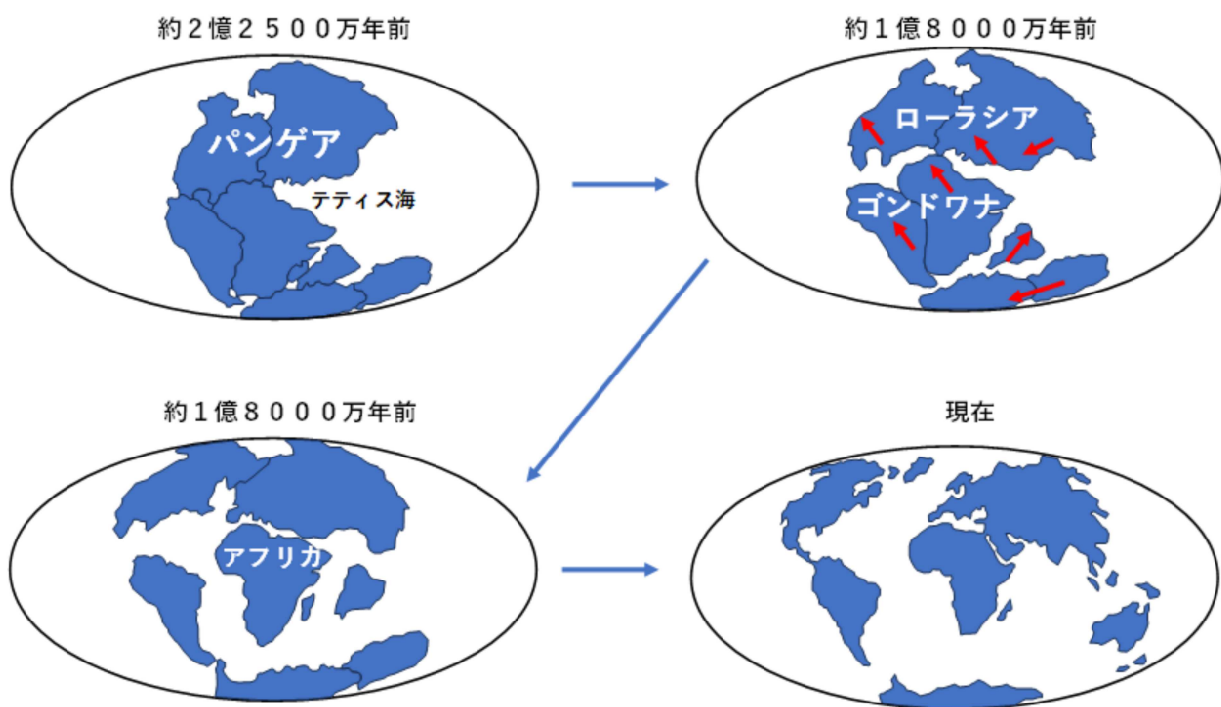 約２億２５００万年前
パンゲア
テティス海
約１億８０００万年前
ローラシア
ゴンドワナ
約１億８０００万年前
アフリカ
現在